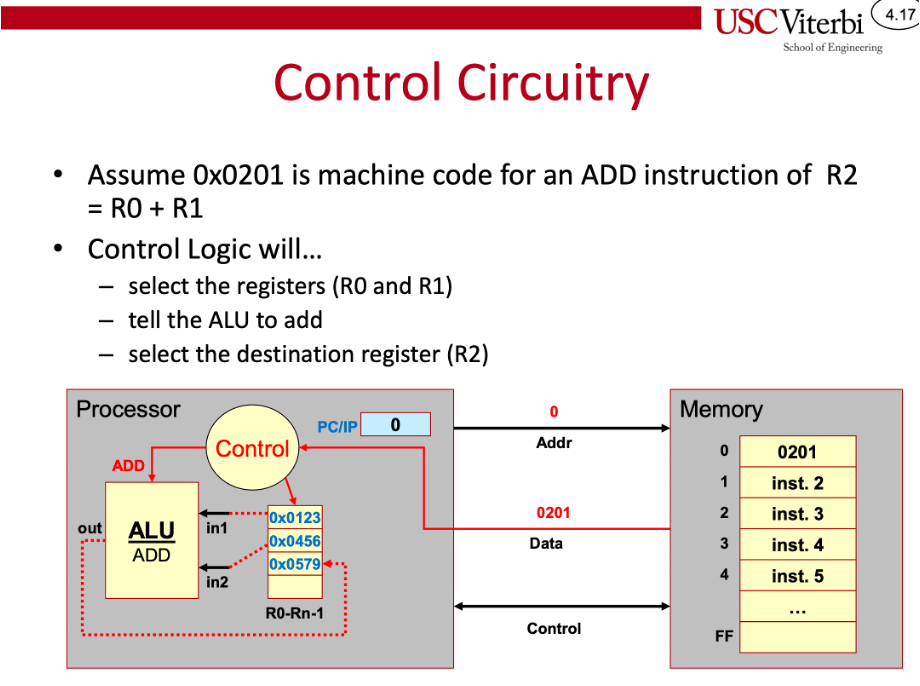 USC Viterbi
School of Engineering
4.17
Control Circuitry
• Assume 0x0201 is machine code for an ADD instruction of R2
= R0 + R1
• Control Logic will…
– select the registers (R0 and R1)
– tell the ALU to add
– select the destination register (R2)
Processor
Control
PC/IP
0
ADD
out
ALU
ADD
in1
in2
0x0123
0x0456
0x0579
R0-Rn-1
0
Addr
0201
Data
Control
Memory
0 0201
1 inst. 2
2 inst. 3
3 inst. 4
4 inst. 5
...
FF